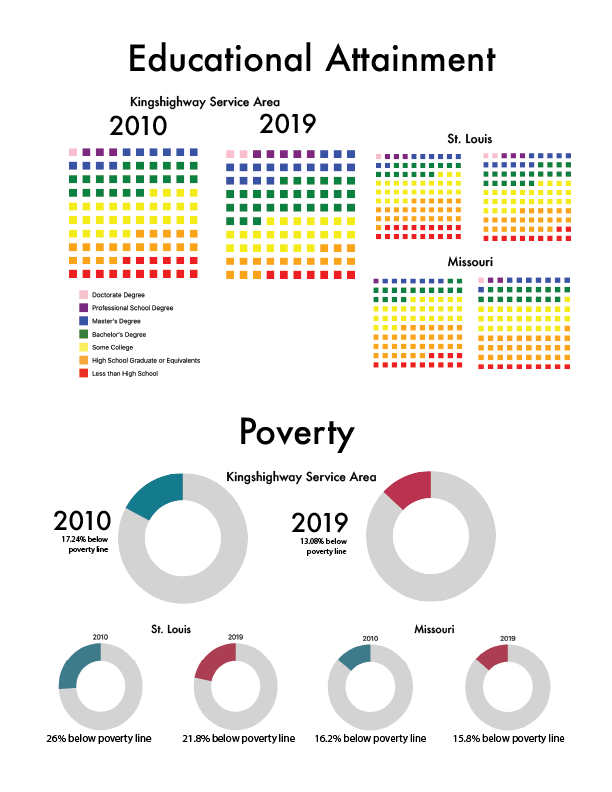 Educational Attainment
Kingshighway Service Area
2010
2019
St. Louis
Missouri
Doctorate Degree
Professional School Degree
Master's Degree
Bachelor's Degree
Some College
High School Graduate or Equivalents
Less than High School
Poverty
Kingshighway Service Area
2010
17.24% below
poverty line
2019
13.08% below
poverty line
St. Louis
Missouri
2010
2019
2010
2019
26% below poverty line
21.8% below poverty line
16.2% below poverty line
15.8% below poverty line